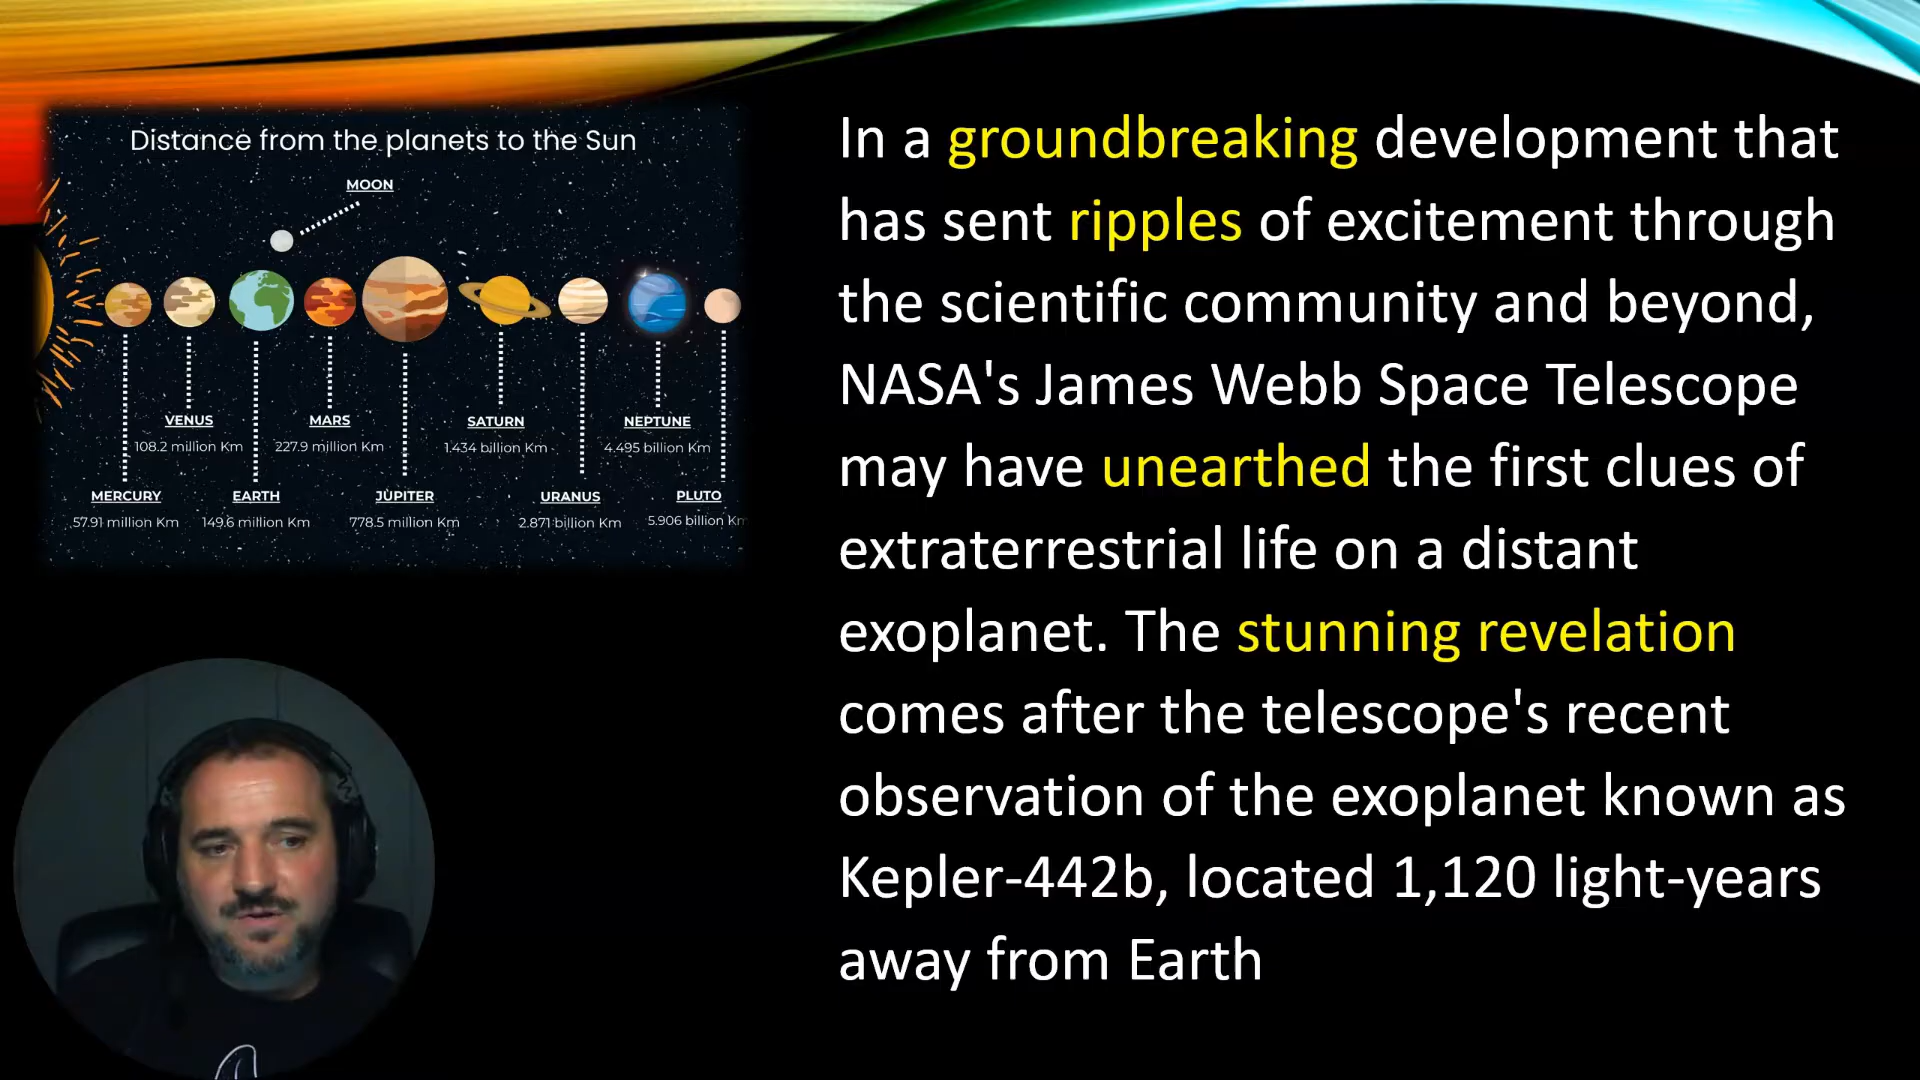 Distance from the planets to the Sun
MOON
VENUS
108.2 million Km
MARS
227.9 million Km
SATURN
1.434 billion Km
NEPTUNE
4.495 billion Km
MERCURY
57.91 million Km
EARTH
149.6 million Km
JUPITER
778.5 million Km
URANUS
2.871 billion Km
PLUTO
5.906 billion Km
In a groundbreaking development that
has sent ripples of excitement through
the scientific community and beyond,
NASA's James Webb Space Telescope
may have unearthed the first clues of
extraterrestrial life on a distant
exoplanet. The stunning revelation
comes after the telescope's recent
observation of the exoplanet known as
Kepler-442b, located 1,120 light-years
away from Earth